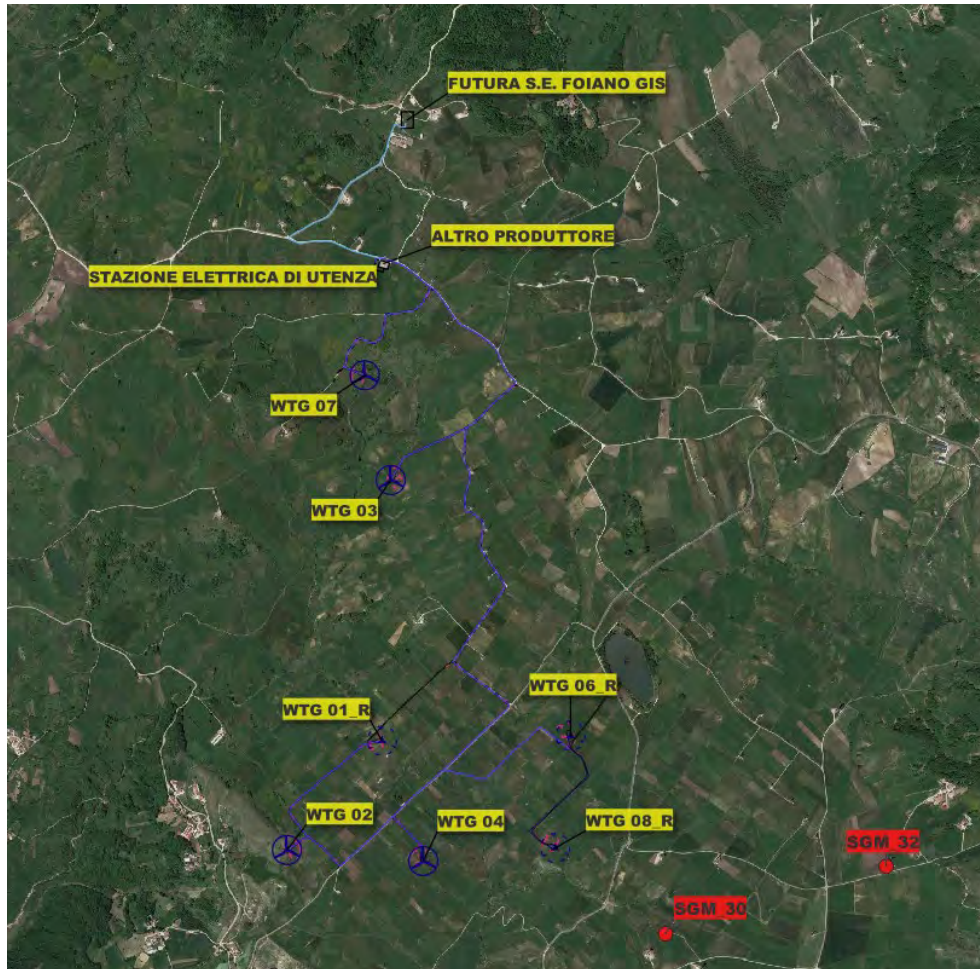 FUTURA S.E. FOIANO GIS
ALTRO PRODUTTORE
STAZIONE ELETTRICA DI UTENZA
WTG 07
WTG 03
WTG 06_R
WTG 01_R
WTG 02
WTG 04
WTG 08_R
SGM_32
SGM_30